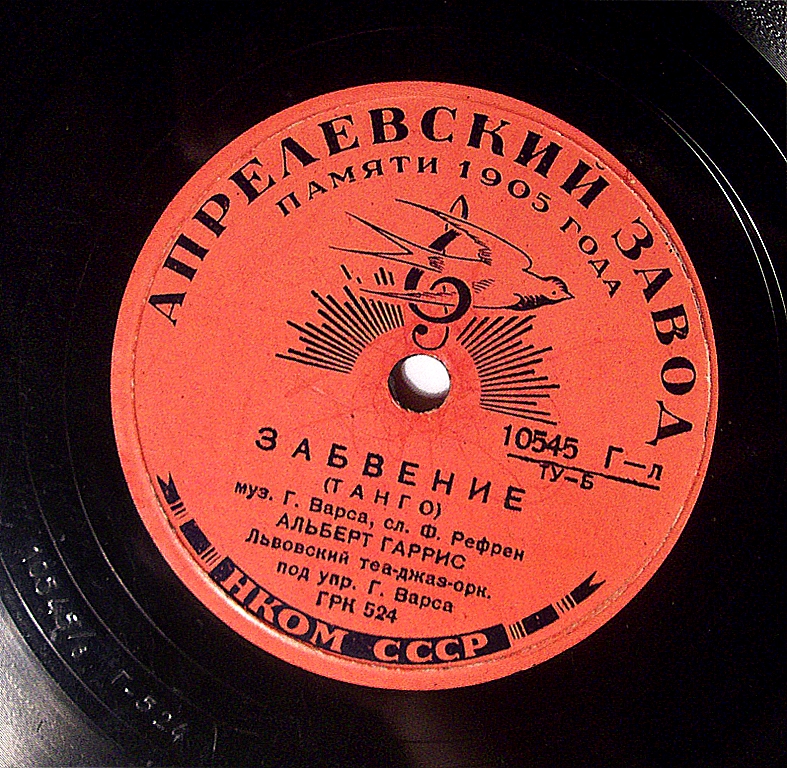 АПРЕЛЕВСКИЙ ЗАВОД
ПАМЯТИ 1905 ГОДА
10545 Г-л
ТУ-Б
ЗАБВЕНИЕ
(ТАНГО)
муз. Г. Варса, сл. Ф. Рефрен
АЛЬБЕРТ ГАРРИС
Львовский теа-джаз-орк.
под упр. Г. Варса
ГРК 524
НКОМ СССР
Г-524